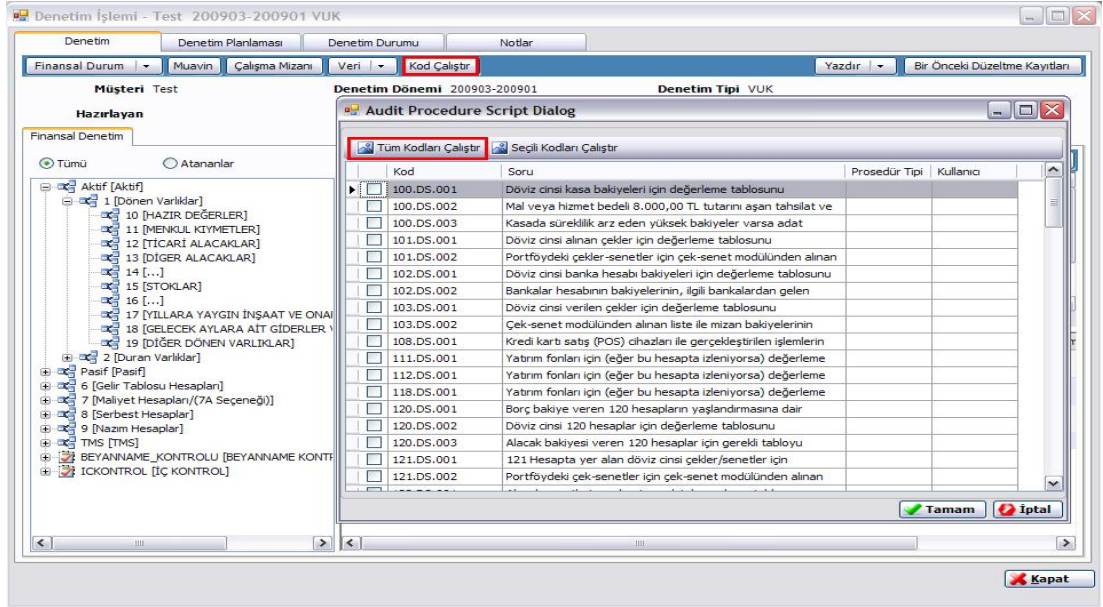 Denetim İşlemi - Test 200903-200901 VUK
Denetim Denetim Planlaması Denetim Durumu Notlar
Finansal Durum Muavin Çalışma Mizanı Veri Kod Çalıştır Yazdır Bir Önceki Düzeltme Kayıtları
Müşteri Test Denetim Dönemi 200903-200901 Denetim Tipi VUK
Hazırlayan
Finansal Denetim
Tümü Atananlar
Aktif [Aktif]
1 [Dönen Varlıklar]
10 [HAZIR DEĞERLER]
11 [MENKUL KIYMETLER]
12 [TİCARİ ALACAKLAR]
13 [DİĞER ALACAKLAR]
14 [...]
15 [STOKLAR]
16 [...]
17 [YILLARA YAYGIN İNŞAAT VE ONAI
18 [GELECEK AYLARA AİT GİDERLER
19 [DİĞER DÖNEN VARLIKLAR]
2 [Duran Varlıklar]
Pasif [Pasif]
6 [Gelir Tablosu Hesapları]
7 [Maliyet Hesapları/(7A Seçeneği)]
8 [Serbest Hesaplar]
9 [Nazım Hesaplar]
TMS [TMS]
BEYANNAME_KONTROLU [BEYANNAME KONTF
ICKONTROL [İÇ KONTROL]
Audit Procedure Script Dialog
Tüm Kodları Çalıştır Seçili Kodları Çalıştır
Kod Soru Prosedür Tipi Kullanıcı
100.DS.001 Döviz cinsi kasa bakiyeleri için değerleme tablosunu
100.DS.002 Mal veya hizmet bedeli 8.000,00 TL tutarını aşan tahsilat ve
100.DS.003 Kasada süreklilik arz eden yüksek bakiyeler varsa adat
101.DS.001 Döviz cinsi alınan çekler için değerleme tablosunu
101.DS.002 Portföydeki çekler-senetler için çek-senet modülünden alınan
102.DS.001 Döviz cinsi banka hesabı bakiyeleri için değerleme tablosunu
102.DS.002 Bankalar hesabının bakiyelerinin, ilgili bankalardan gelen
103.DS.001 Döviz cinsi verilen çekler için değerleme tablosunu
103.DS.002 Çek-senet modülünden alınan liste ile mizan bakiyelerinin
108.DS.001 Kredi kartı satış (POS) cihazları ile gerçekleştirilen işlemlerin
111.DS.001 Yatırım fonları için (eğer bu hesapta izleniyorsa) değerleme
112.DS.001 Yatırım fonları için (eğer bu hesapta izleniyorsa) değerleme
118.DS.001 Yatırım fonları için (eğer bu hesapta izleniyorsa) değerleme
120.DS.001 Borç bakiye veren 120 hesapların yaşlandırmasına dair
120.DS.002 Döviz cinsi 120 hesaplar için değerleme tablosunu
120.DS.003 Alacak bakiyesi veren 120 hesaplar için gerekli tabloyu
121.DS.001 121 Hesapta yer alan döviz cinsi çekler/senetler için
121.DS.002 Portföydeki çek-senetler için çek-senet modülünden alınan
Tamam İptal
Kapat